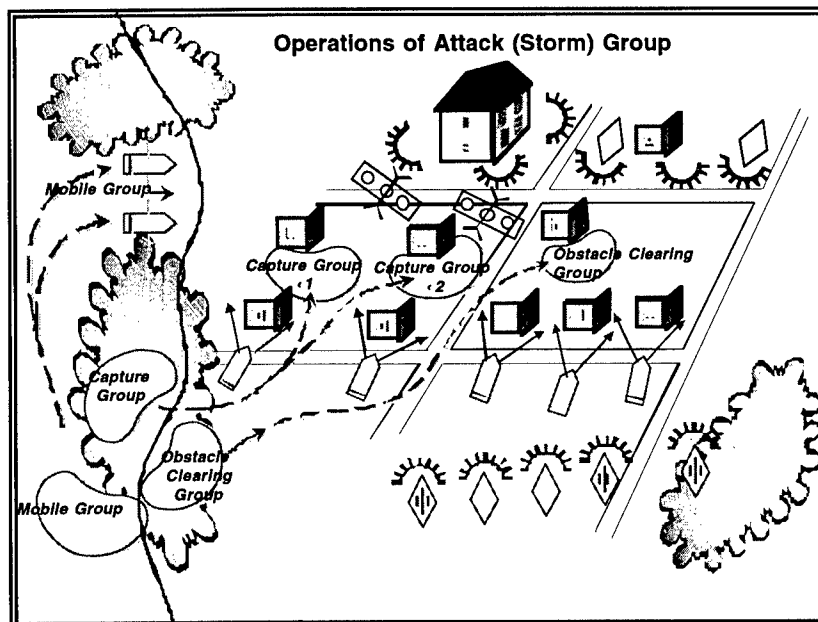 Operations of Attack (Storm) Group
Mobile Group
Capture Group
Capture Group
2
Obstacle Clearing
Group
Capture
Group
Obstacle
Clearing
Group
Mobile Group